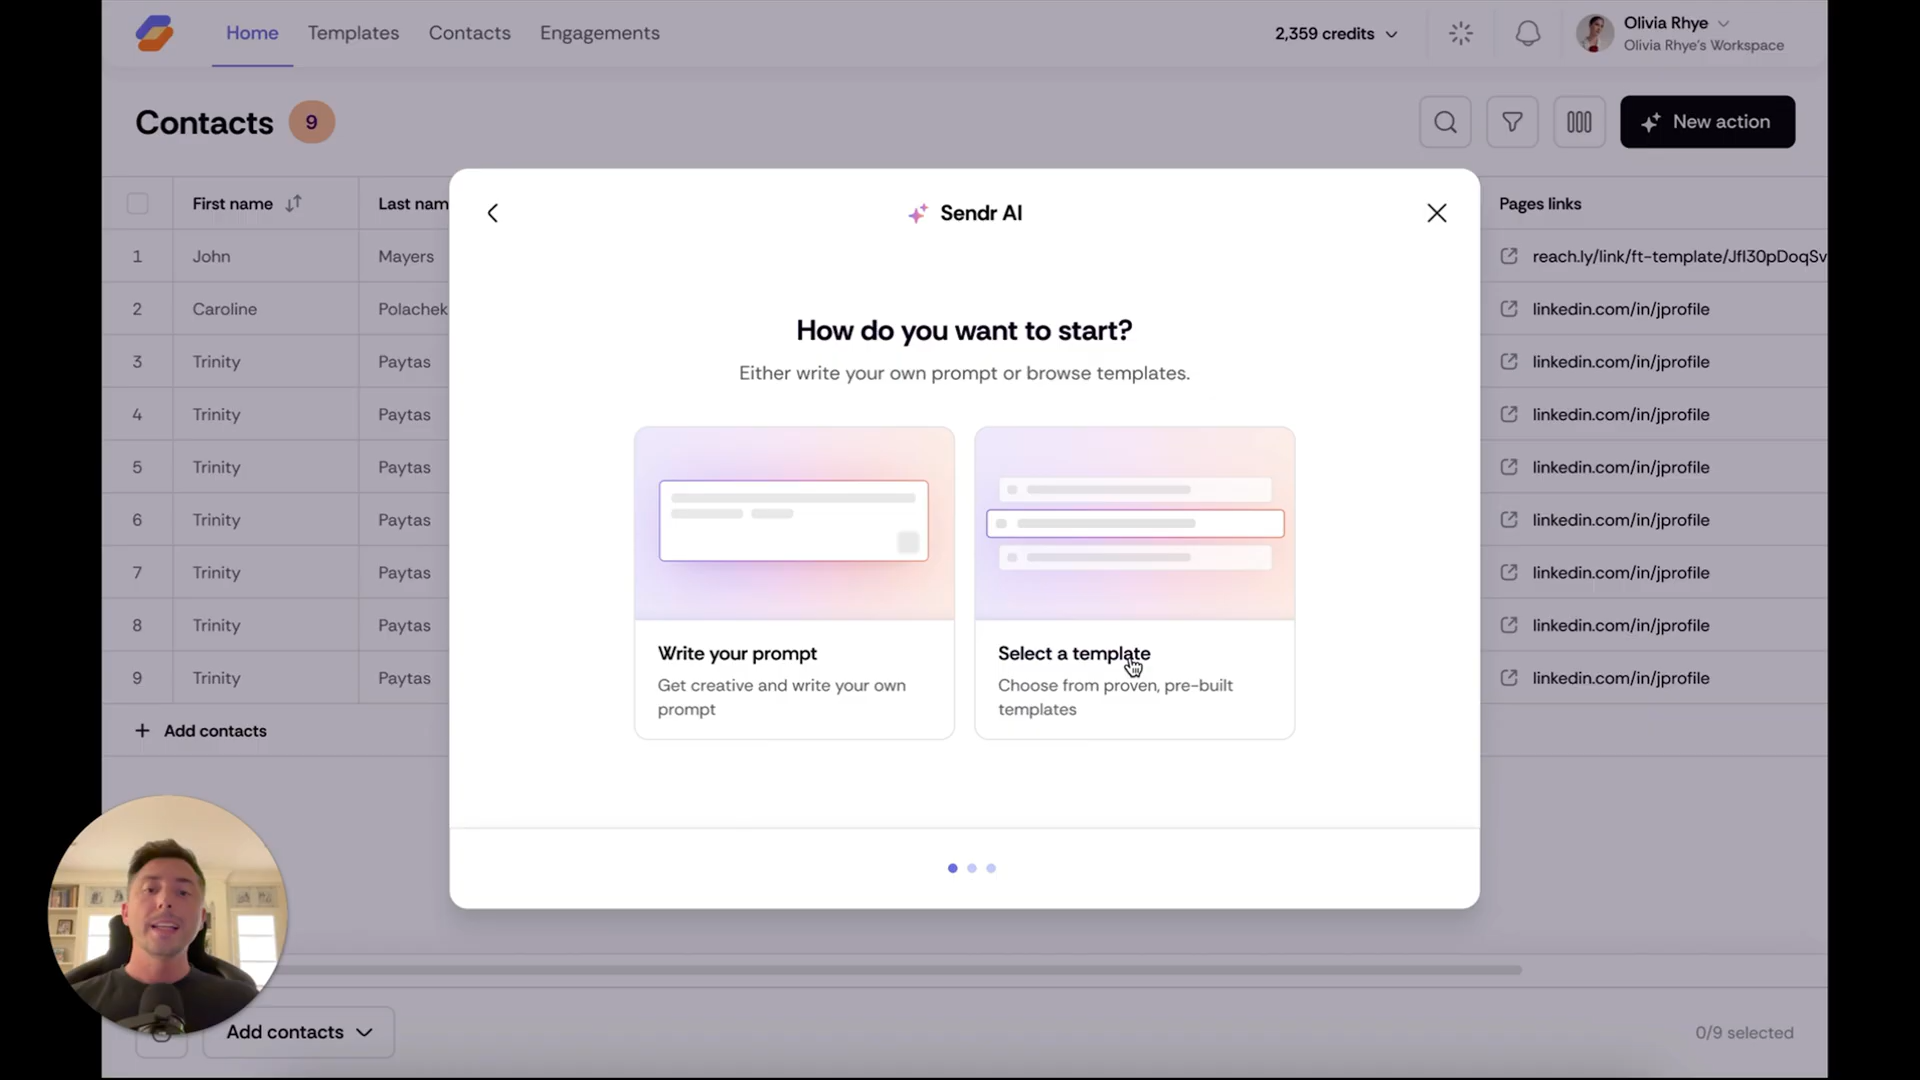 Home Templates Contacts Engagements
2,359 credits
Olivia Rhye
Olivia Rhye's Workspace
Contacts 9
New action
First name Last nam Pages links
Sendr AI
How do you want to start?
Either write your own prompt or browse templates.
Write your prompt
Get creative and write your own
prompt
Select a template
Choose from proven, pre-built
templates
1 John Mayers reach.ly/link/ft-template/JfI30pDoqSv
2 Caroline Polachek linkedin.com/in/jprofile
3 Trinity Paytas linkedin.com/in/jprofile
4 Trinity Paytas linkedin.com/in/jprofile
5 Trinity Paytas linkedin.com/in/jprofile
6 Trinity Paytas linkedin.com/in/jprofile
7 Trinity Paytas linkedin.com/in/jprofile
8 Trinity Paytas linkedin.com/in/jprofile
9 Trinity Paytas linkedin.com/in/jprofile
+ Add contacts
Add contacts
0/9 selected